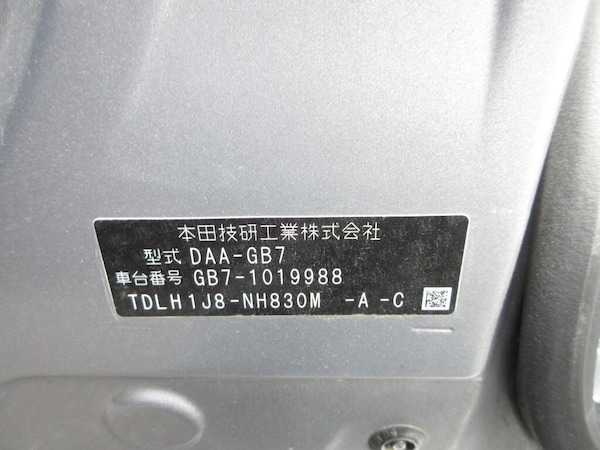 本田技研工業株式会社
型式 DAA-GB7
車台番号 GB7-1019988
TDLH1J8-NH830M -A -C